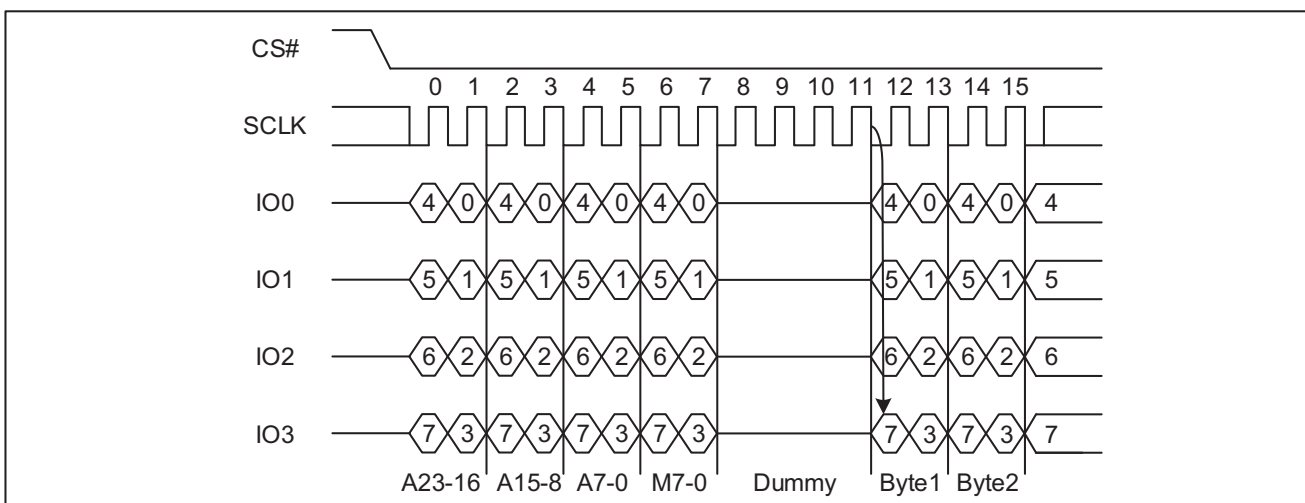 CS#
0 1 2 3 4 5 6 7 8 9 10 11 12 13 14 15
SCLK
IO0 4 0 4 0 4 0 4 0 4 0 4 0 4
IO1 5 1 5 1 5 1 5 1 5 1 5 1 5
IO2 6 2 6 2 6 2 6 2 6 2 6 2 6
IO3 7 3 7 3 7 3 7 3 7 3 7 3 7
A23-16 A15-8 A7-0 M7-0 Dummy Byte1 Byte2